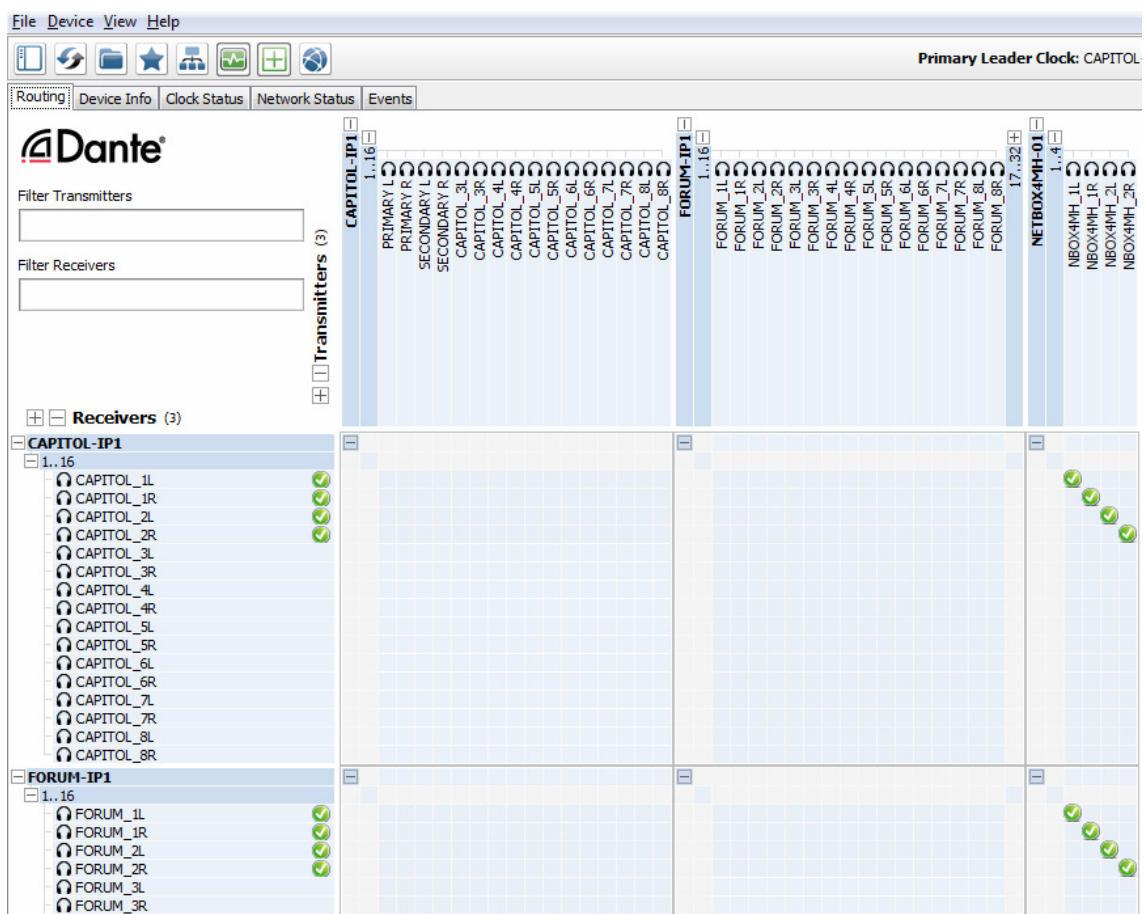 File Device View Help
Primary Leader Clock: CAPITOL-
Routing Device Info Clock Status Network Status Events
Dante®
Filter Transmitters
Filter Receivers
Transmitters (3)
Receivers (3)
CAPITOL-IP1
1..16
PRIMARY L
PRIMARY R
SECONDARY L
SECONDARY R
CAPITOL_3L
CAPITOL_3R
CAPITOL_4L
CAPITOL_4R
CAPITOL_5L
CAPITOL_5R
CAPITOL_6L
CAPITOL_6R
CAPITOL_7L
CAPITOL_7R
CAPITOL_8L
CAPITOL_8R
FORUM-IP1
1..16
FORUM_1L
FORUM_1R
FORUM_2L
FORUM_2R
FORUM_3L
FORUM_3R
FORUM_4L
FORUM_4R
FORUM_5L
FORUM_5R
FORUM_6L
FORUM_6R
FORUM_7L
FORUM_7R
FORUM_8L
FORUM_8R
17..32
NETBOX4MH-01
1..4
NBOX4MH_1L
NBOX4MH_1R
NBOX4MH_2L
NBOX4MH_2R
CAPITOL-IP1
1..16
CAPITOL_1L
CAPITOL_1R
CAPITOL_2L
CAPITOL_2R
CAPITOL_3L
CAPITOL_3R
CAPITOL_4L
CAPITOL_4R
CAPITOL_5L
CAPITOL_5R
CAPITOL_6L
CAPITOL_6R
CAPITOL_7L
CAPITOL_7R
CAPITOL_8L
CAPITOL_8R
FORUM-IP1
1..16
FORUM_1L
FORUM_1R
FORUM_2L
FORUM_2R
FORUM_3L
FORUM_3R